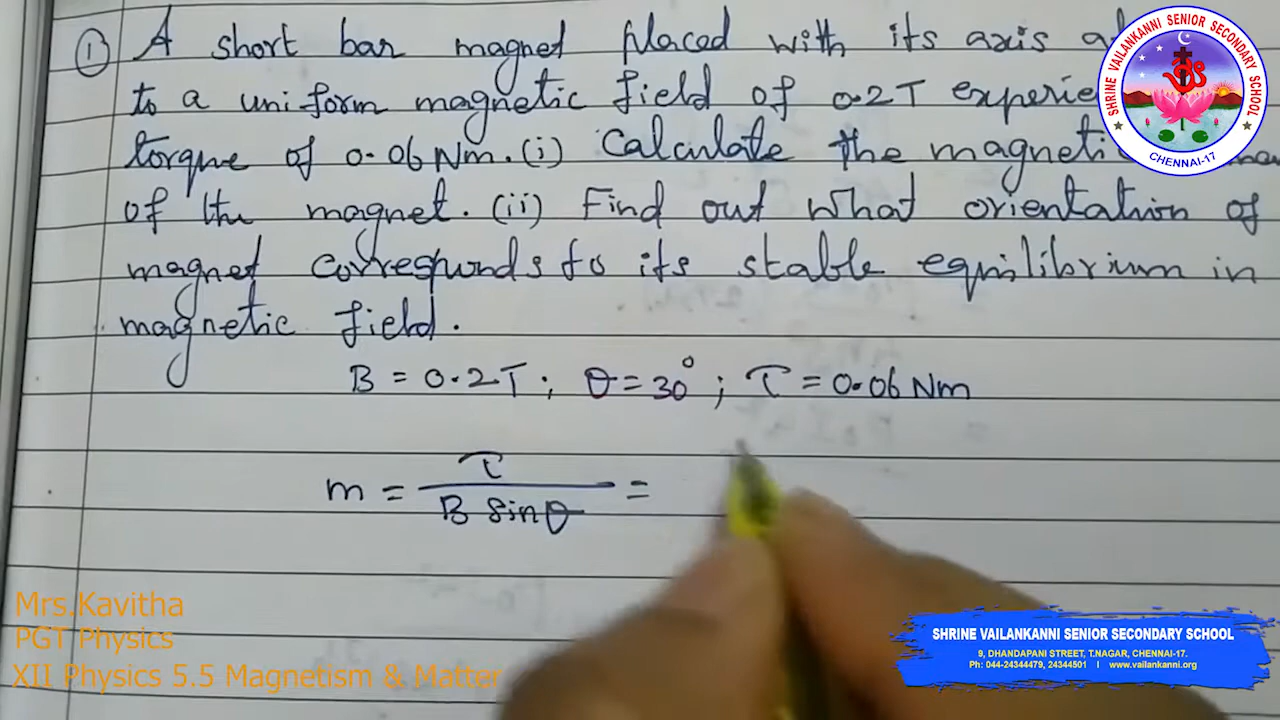 ① A short bar magnet placed with its axis a
to a uniform magnetic field of 0.2T experie
torque of 0.06 Nm. (i) Calculate the magneti
of the magnet. (ii) Find out what orientation of
magnet corresponds to its stable equilibrium in
magnetic field.
B = 0.2T ; θ = 30° ; τ = 0.06 Nm
m = τ / B sinθ =
SHRINE VAILANKANNI SENIOR SECONDARY SCHOOL
CHENNAI-17
Mrs.Kavitha
PGT Physics
XII Physics 5.5 Magnetism & Matter
SHRINE VAILANKANNI SENIOR SECONDARY SCHOOL
9, DHANDAPANI STREET, T.NAGAR, CHENNAI-17.
Ph: 044-24344479, 24344501 | www.vailankanni.org